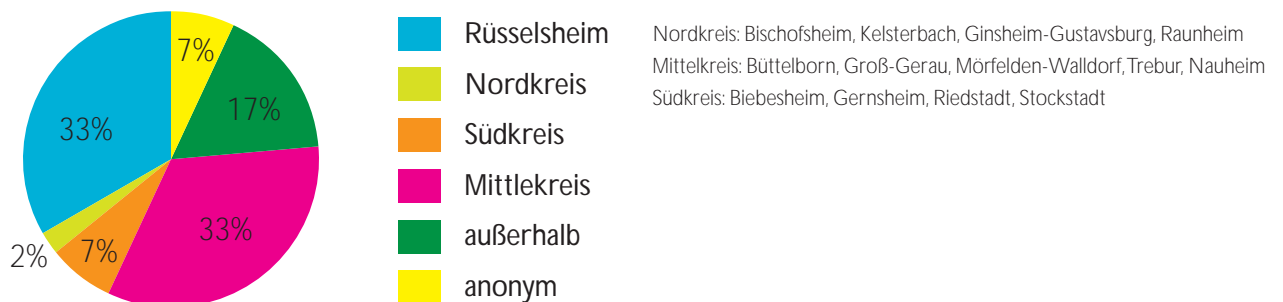 7%
17%
33%
33%
7%
2%
Rüsselsheim
Nordkreis
Südkreis
Mittlekreis
außerhalb
anonym
Nordkreis: Bischofsheim, Kelsterbach, Ginsheim-Gustavsburg, Raunheim
Mittelkreis: Büttelborn, Groß-Gerau, Mörfelden-Walldorf, Trebur, Nauheim
Südkreis: Biebesheim, Gernsheim, Riedstadt, Stockstadt